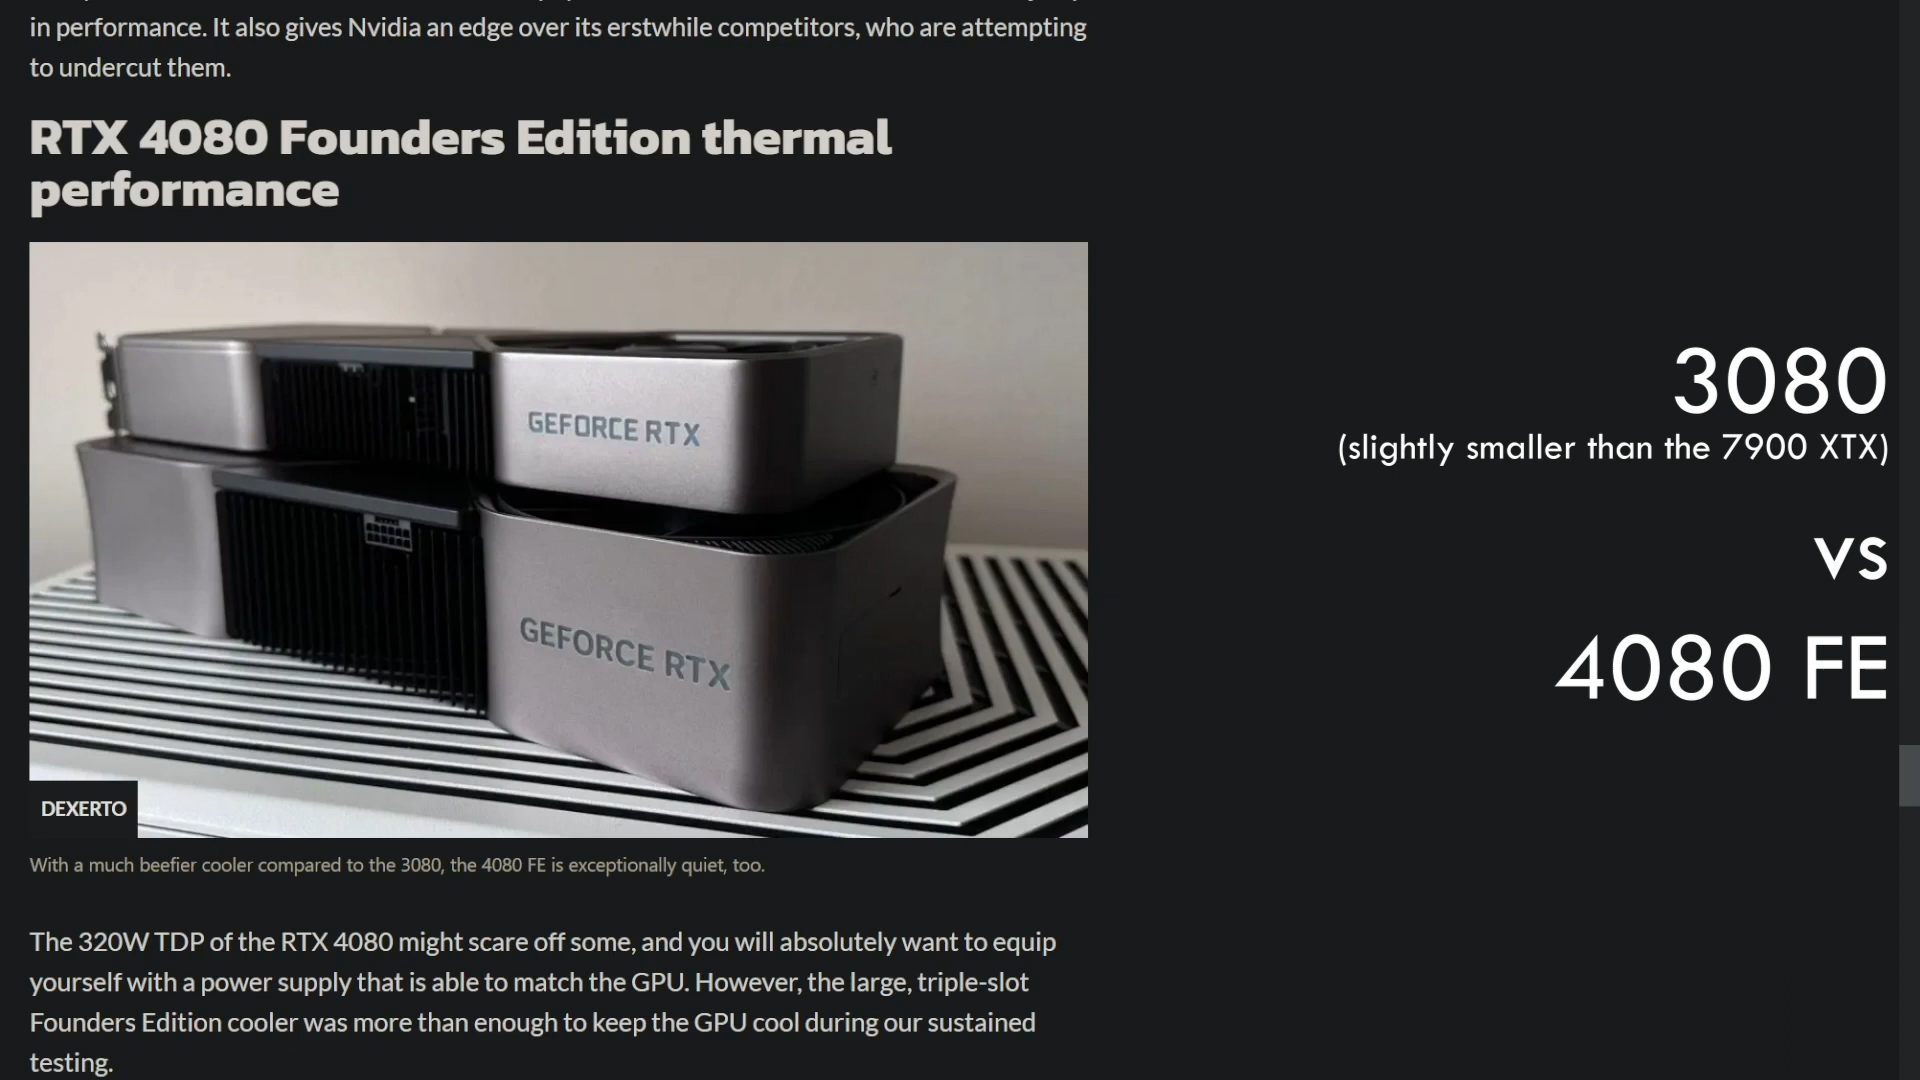 in performance. It also gives Nvidia an edge over its erstwhile competitors, who are attempting
to undercut them.
RTX 4080 Founders Edition thermal
performance
GEFORCE RTX
GEFORCE RTX
DEXERTO
With a much beefier cooler compared to the 3080, the 4080 FE is exceptionally quiet, too.
The 320W TDP of the RTX 4080 might scare off some, and you will absolutely want to equip
yourself with a power supply that is able to match the GPU. However, the large, triple-slot
Founders Edition cooler was more than enough to keep the GPU cool during our sustained
testing.
3080
(slightly smaller than the 7900 XTX)
vs
4080 FE